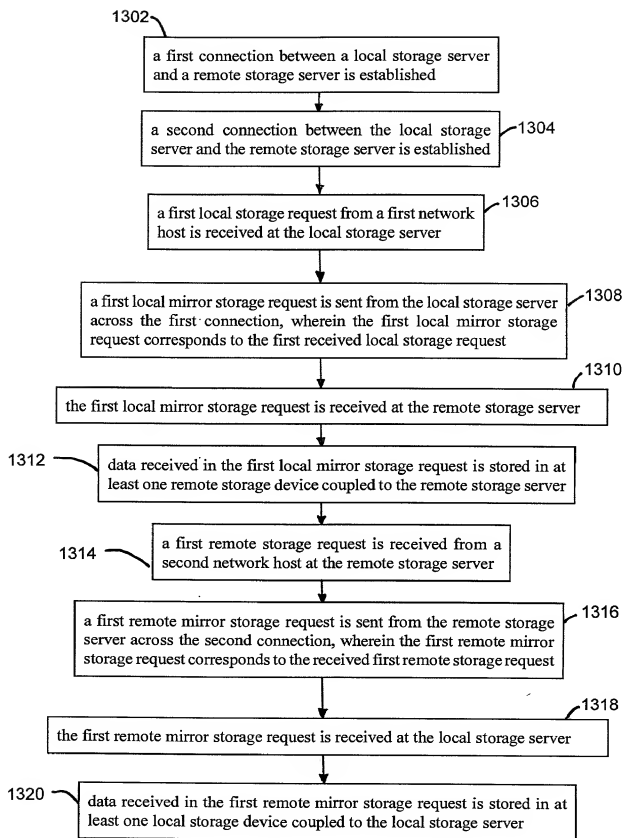 1302
a first connection between a local storage server
and a remote storage server is established
1304
a second connection between the local storage
server and the remote storage server is established
1306
a first local storage request from a first network
host is received at the local storage server
1308
a first local mirror storage request is sent from the local storage server
across the first connection, wherein the first local mirror storage
request corresponds to the first received local storage request
1310
the first local mirror storage request is received at the remote storage server
1312
data received in the first local mirror storage request is stored in at
least one remote storage device coupled to the remote storage server
1314
a first remote storage request is received from a
second network host at the remote storage server
1316
a first remote mirror storage request is sent from the remote storage
server across the second connection, wherein the first remote mirror
storage request corresponds to the received first remote storage request
1318
the first remote mirror storage request is received at the local storage server
1320
data received in the first remote mirror storage request is stored in at
least one local storage device coupled to the local storage server